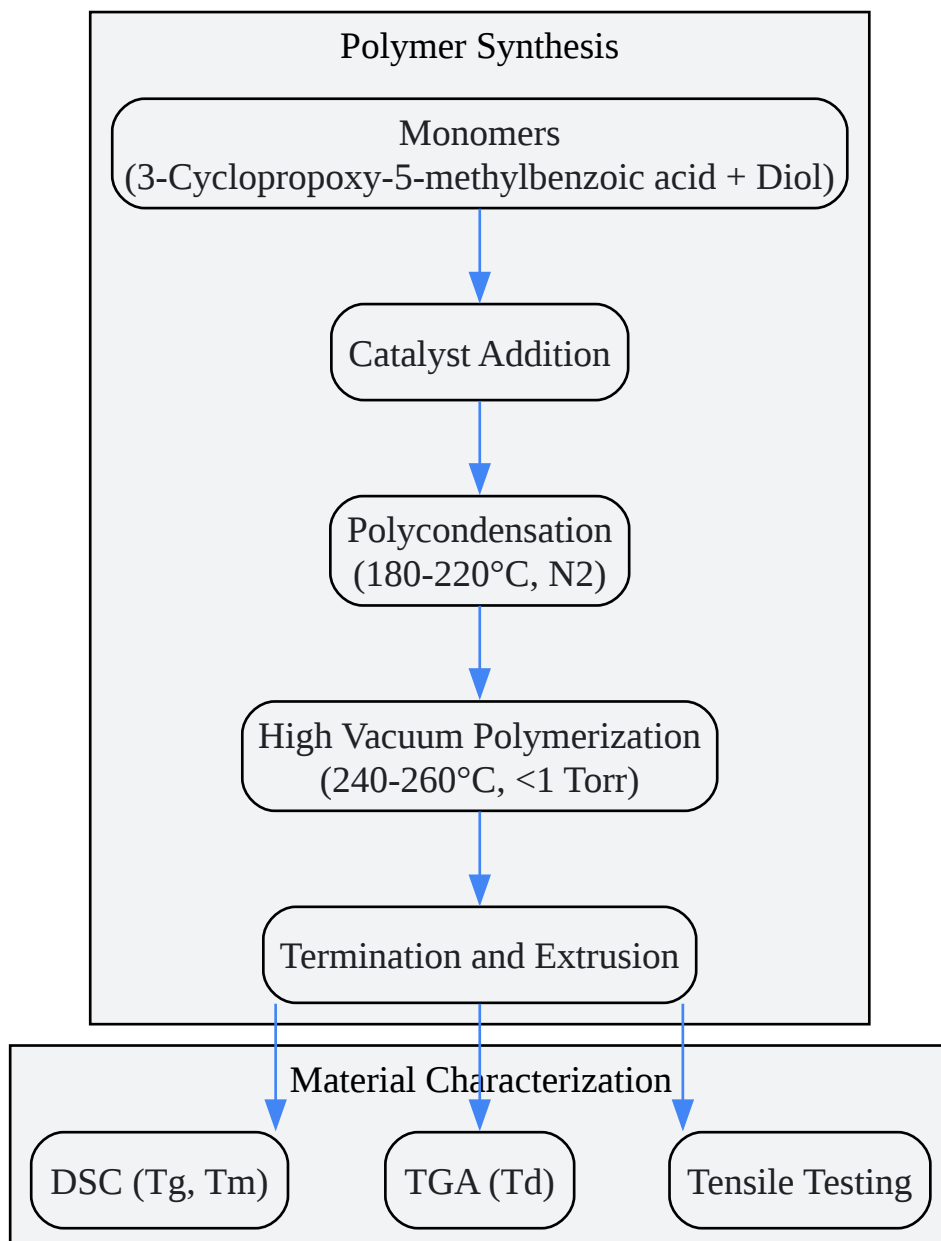 Polymer Synthesis
Monomers
(3-Cyclopropoxy-5-methylbenzoic acid + Diol)
Catalyst Addition
Polycondensation
(180-220°C, N2)
High Vacuum Polymerization
(240-260°C, <1 Torr)
Termination and Extrusion
Material Characterization
DSC (Tg, Tm)
TGA (Td)
Tensile Testing